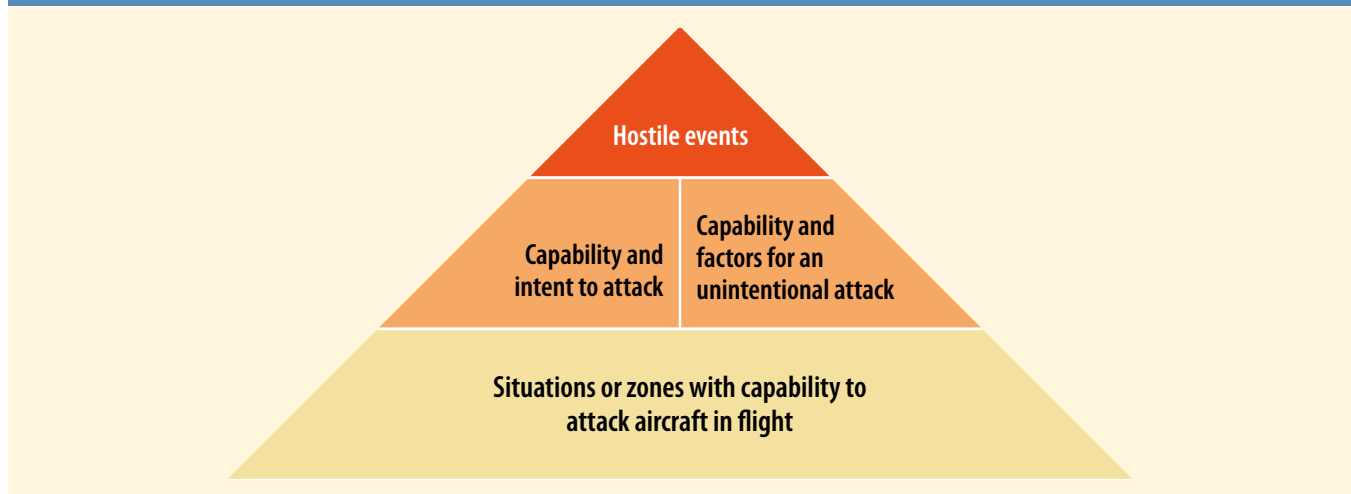 Hostile events
Capability and
intent to attack
Capability and
factors for an
unintentional attack
Situations or zones with capability to
attack aircraft in flight